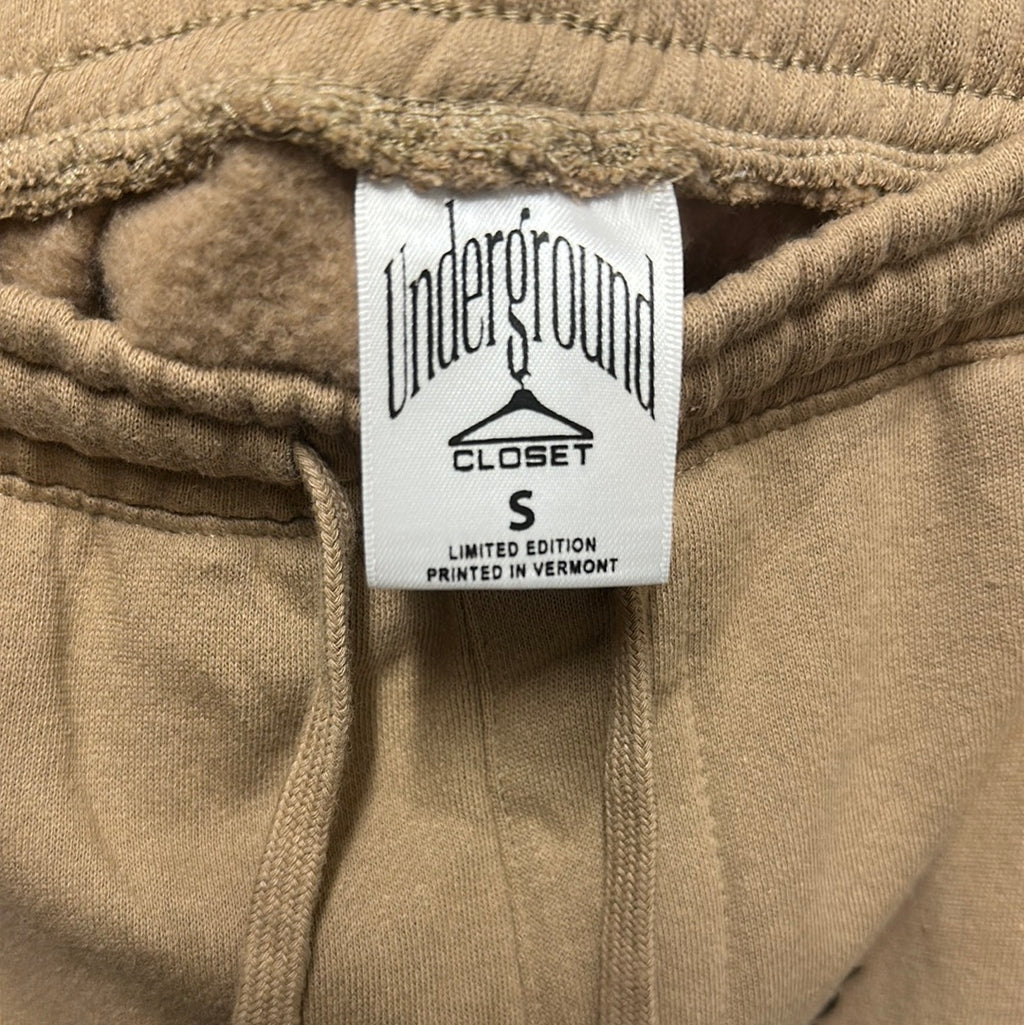 Underground
CLOSET
S
LIMITED EDITION
PRINTED IN VERMONT